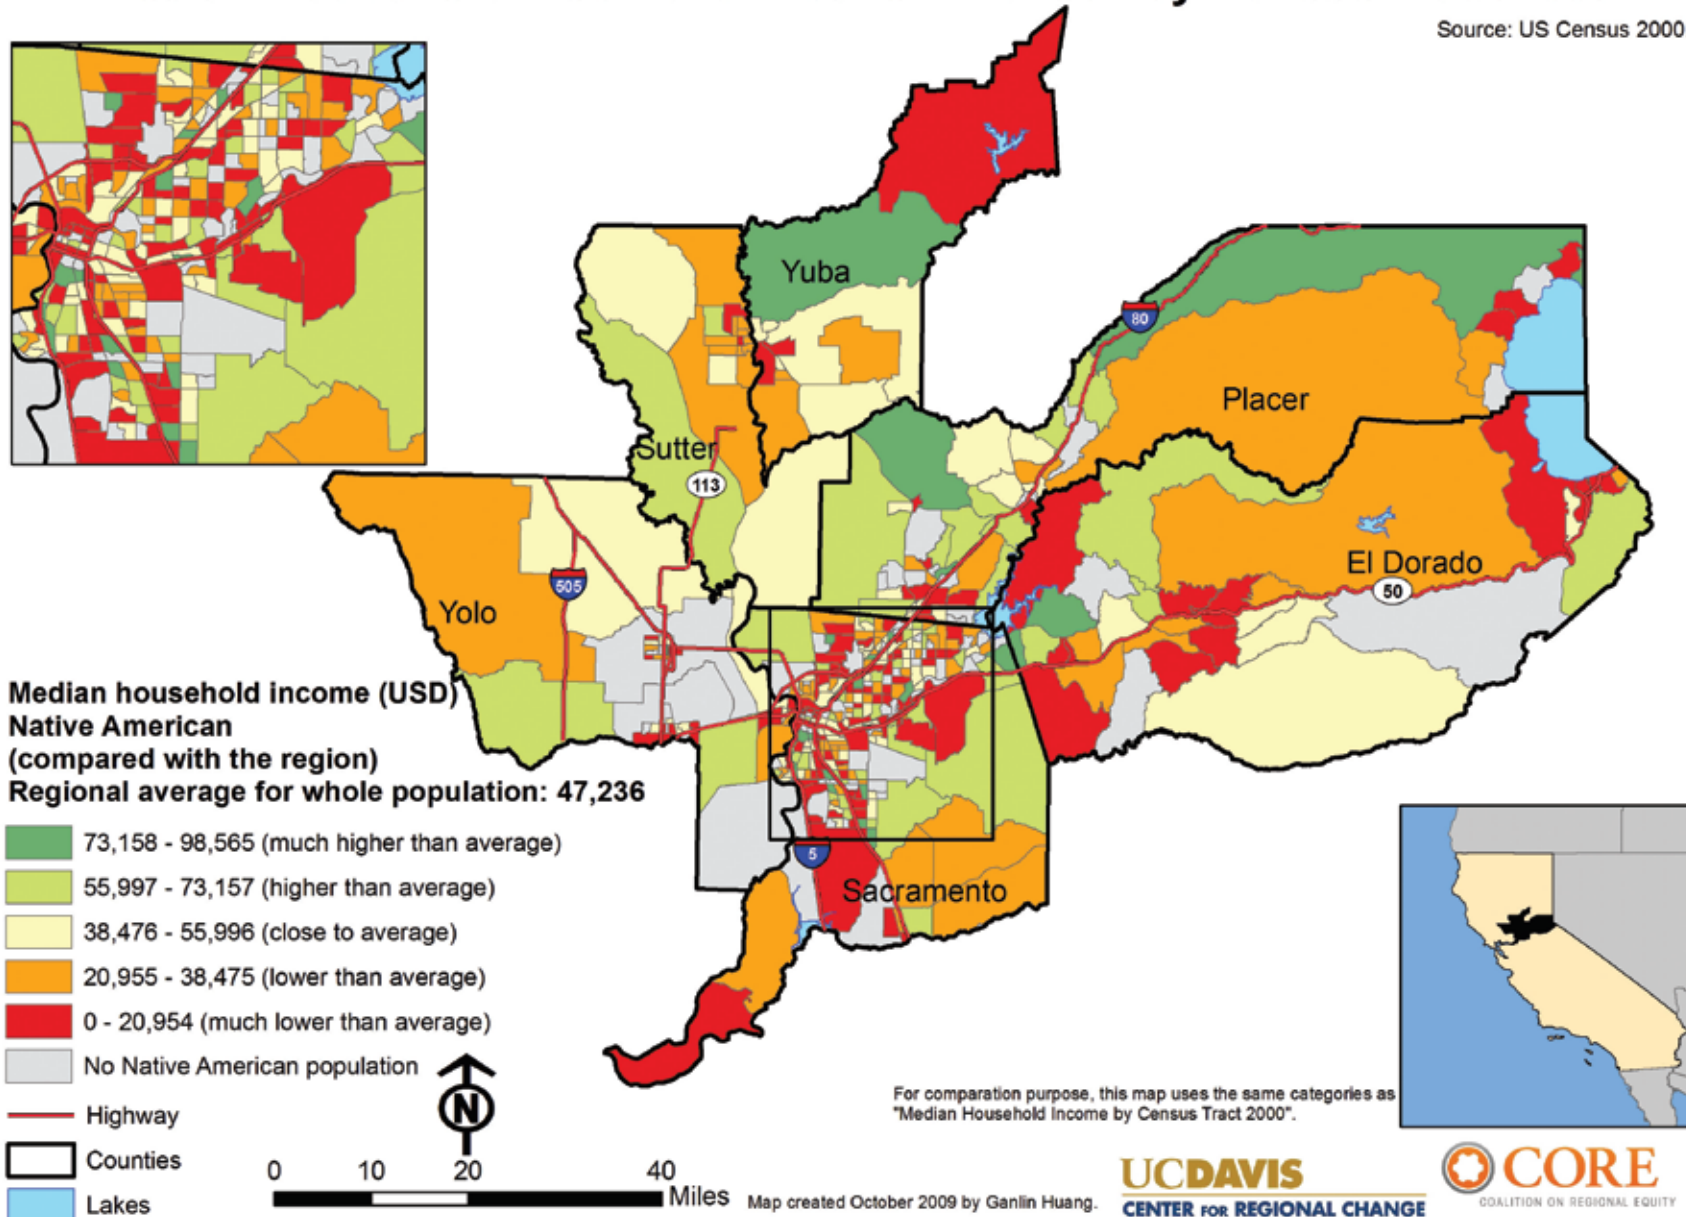 Source: US Census 2000
Yuba
80
Placer
Sutter
113
El Dorado
50
505
Yolo
5
Sacramento
Median household income (USD)
Native American
(compared with the region)
Regional average for whole population: 47,236
73,158 - 98,565 (much higher than average)
55,997 - 73,157 (higher than average)
38,476 - 55,996 (close to average)
20,955 - 38,475 (lower than average)
0 - 20,954 (much lower than average)
No Native American population
Highway
Counties
Lakes
N
0 10 20 40
Miles
For comparation purpose, this map uses the same categories as
"Median Household Income by Census Tract 2000".
Map created October 2009 by Ganlin Huang.
UCDAVIS
CENTER FOR REGIONAL CHANGE
CORE
COALITION ON REGIONAL EQUITY